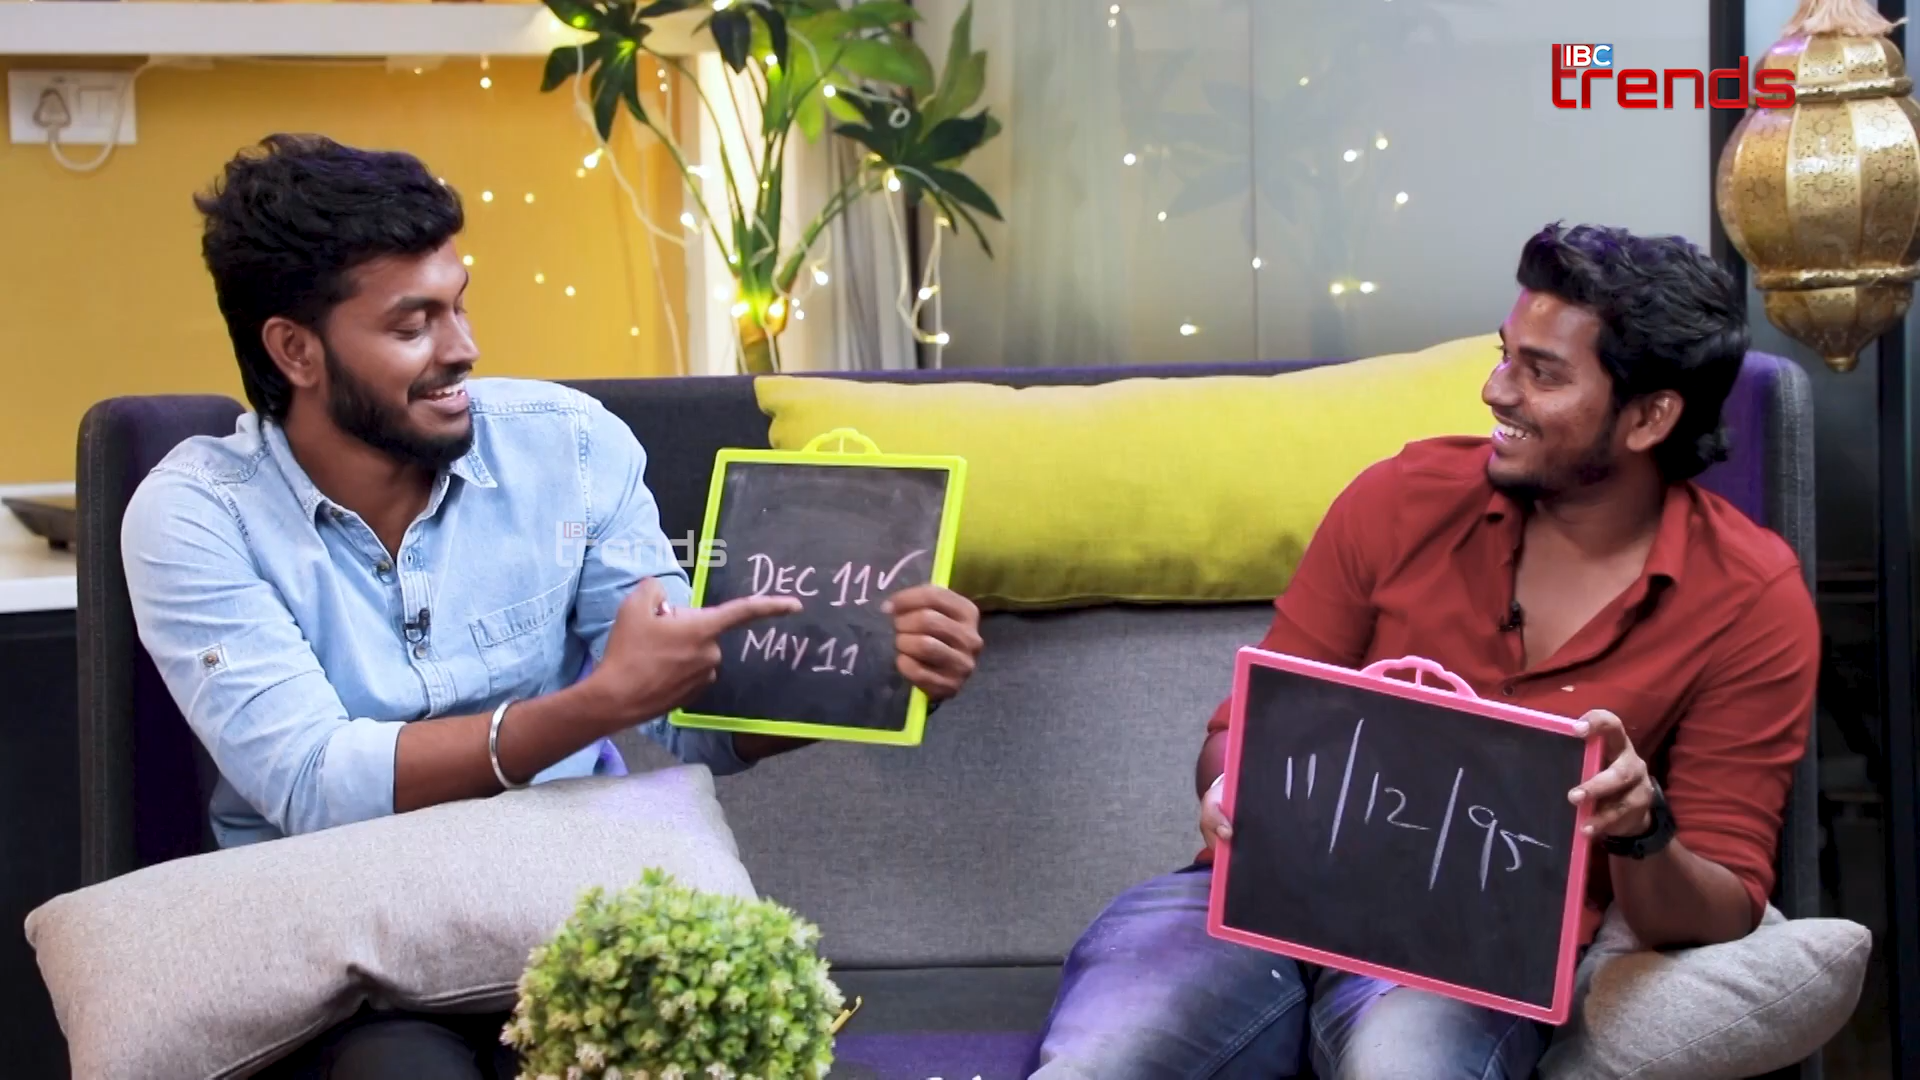 IBC
trends
IBC
trends
DEC 11✓
MAY 11
11/12/95